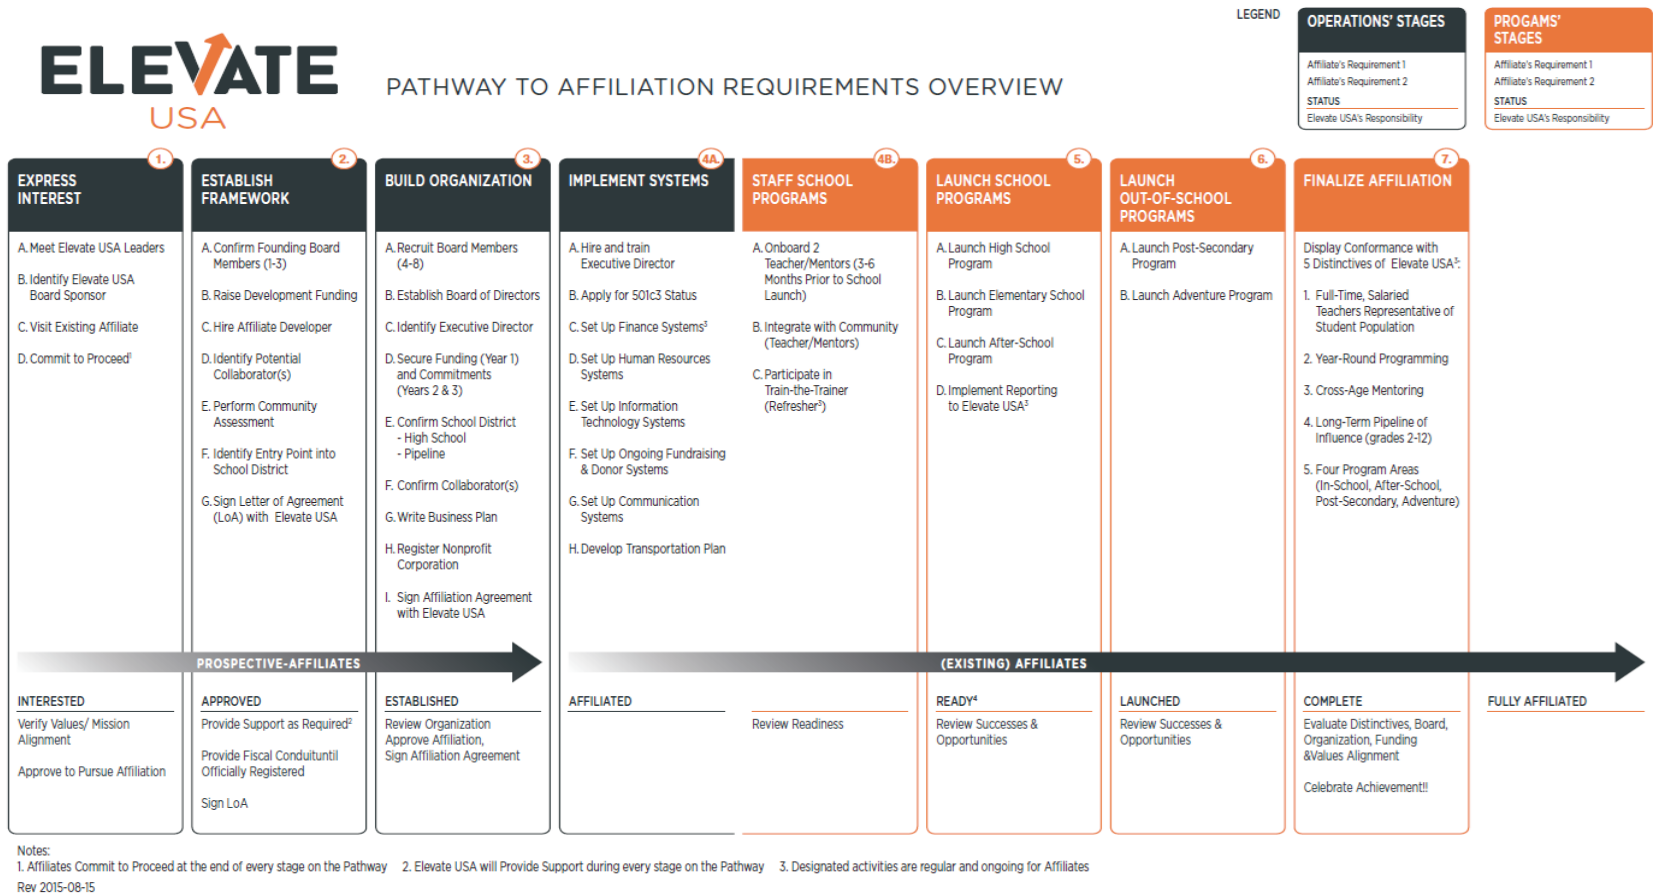 LEGEND
OPERATIONS' STAGES
Affiliate's Requirement 1
Affiliate's Requirement 2
STATUS
Elevate USA's Responsibility
PROGAMS'
STAGES
Affiliate's Requirement 1
Affiliate's Requirement 2
STATUS
Elevate USA's Responsibility
ELEVATE
USA
PATHWAY TO AFFILIATION REQUIREMENTS OVERVIEW
1.
EXPRESS
INTEREST
A. Meet Elevate USA Leaders
B. Identify Elevate USA
Board Sponsor
C. Visit Existing Affiliate
D. Commit to Proceed¹
2.
ESTABLISH
FRAMEWORK
A. Confirm Founding Board
Members (1-3)
B. Raise Development Funding
C. Hire Affiliate Developer
D. Identify Potential
Collaborator(s)
E. Perform Community
Assessment
F. Identify Entry Point into
School District
G. Sign Letter of Agreement
(LoA) with Elevate USA
3.
BUILD ORGANIZATION
A. Recruit Board Members
(4-8)
B. Establish Board of Directors
C. Identify Executive Director
D. Secure Funding (Year 1)
and Commitments
(Years 2 & 3)
E. Confirm School District
- High School
- Pipeline
F. Confirm Collaborator(s)
G. Write Business Plan
H. Register Nonprofit
Corporation
I. Sign Affiliation Agreement
with Elevate USA
4A.
IMPLEMENT SYSTEMS
A. Hire and train
Executive Director
B. Apply for 501c3 Status
C. Set Up Finance Systems³
D. Set Up Human Resources
Systems
E. Set Up Information
Technology Systems
F. Set Up Ongoing Fundraising
& Donor Systems
G. Set Up Communication
Systems
H. Develop Transportation Plan
4B.
STAFF SCHOOL
PROGRAMS
A. Onboard 2
Teacher/Mentors (3-6
Months Prior to School
Launch)
B. Integrate with Community
(Teacher/Mentors)
C. Participate in
Train-the-Trainer
(Refresher³)
5.
LAUNCH SCHOOL
PROGRAMS
A. Launch High School
Program
B. Launch Elementary School
Program
C. Launch After-School
Program
D. Implement Reporting
to Elevate USA³
6.
LAUNCH
OUT-OF-SCHOOL
PROGRAMS
A. Launch Post-Secondary
Program
B. Launch Adventure Program
7.
FINALIZE AFFILIATION
Display Conformance with
5 Distinctives of Elevate USA³:
1. Full-Time, Salaried
Teachers Representative of
Student Population
2. Year-Round Programming
3. Cross-Age Mentoring
4. Long-Term Pipeline of
Influence (grades 2-12)
5. Four Program Areas
(In-School, After-School,
Post-Secondary, Adventure)
PROSPECTIVE-AFFILIATES
(EXISTING) AFFILIATES
INTERESTED
Verify Values/ Mission
Alignment
Approve to Pursue Affiliation
APPROVED
Provide Support as Required²
Provide Fiscal Conduituntil
Officially Registered
Sign LoA
ESTABLISHED
Review Organization
Approve Affiliation,
Sign Affiliation Agreement
AFFILIATED
Review Readiness
READY⁴
Review Successes &
Opportunities
LAUNCHED
Review Successes &
Opportunities
COMPLETE
Evaluate Distinctives, Board,
Organization, Funding
&Values Alignment
Celebrate Achievement!!
FULLY AFFILIATED
Notes:
1. Affiliates Commit to Proceed at the end of every stage on the Pathway 2. Elevate USA will Provide Support during every stage on the Pathway 3. Designated activities are regular and ongoing for Affiliates
Rev 2015-08-15